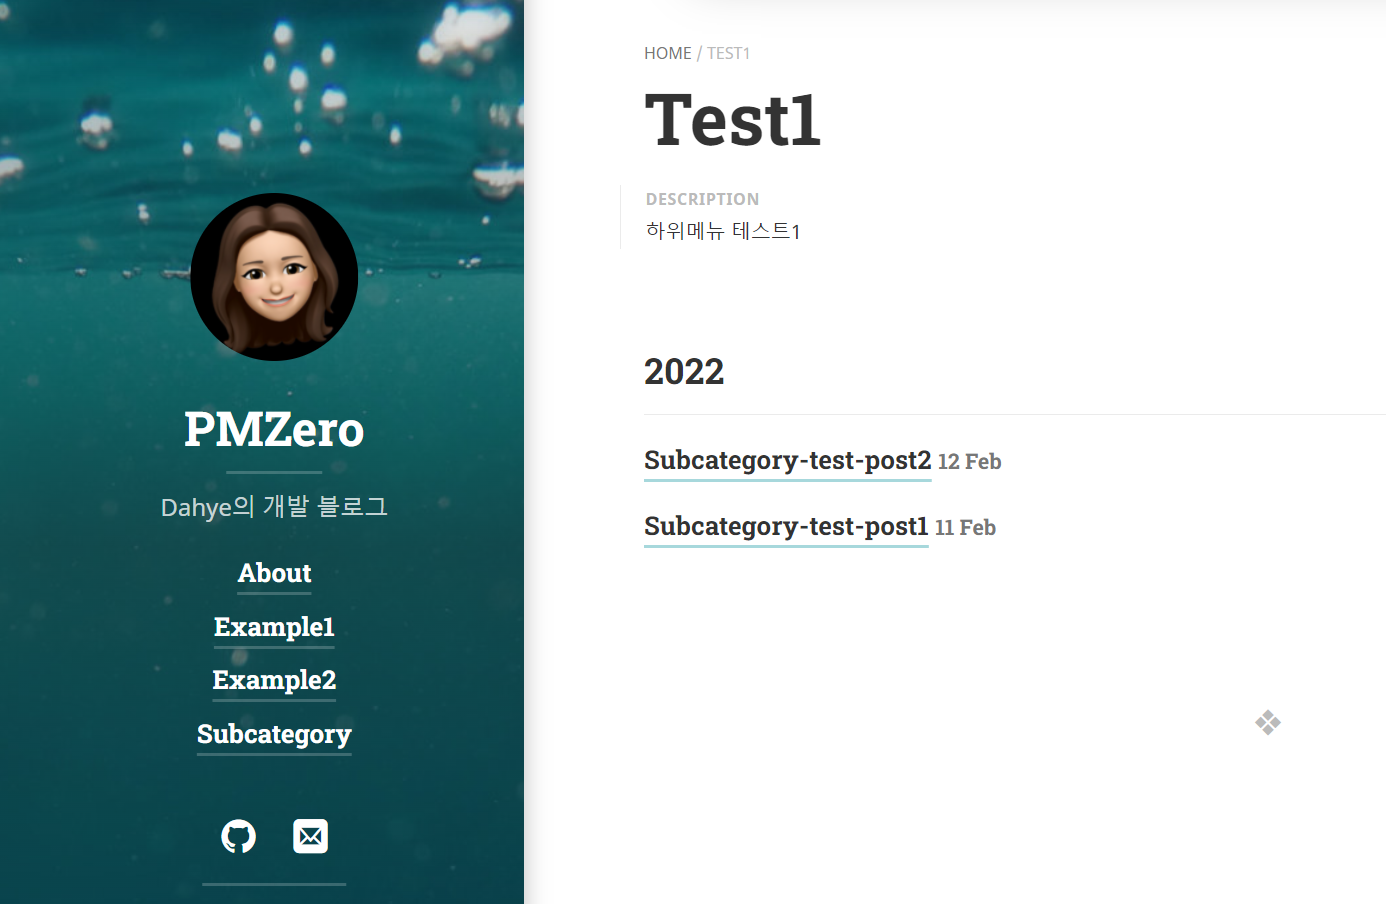 PMZero
Dahye의 개발 블로그
About
Example1
Example2
Subcategory
HOME / TEST1
Test1
DESCRIPTION
하위메뉴 테스트1
2022
Subcategory-test-post2 12 Feb
Subcategory-test-post1 11 Feb